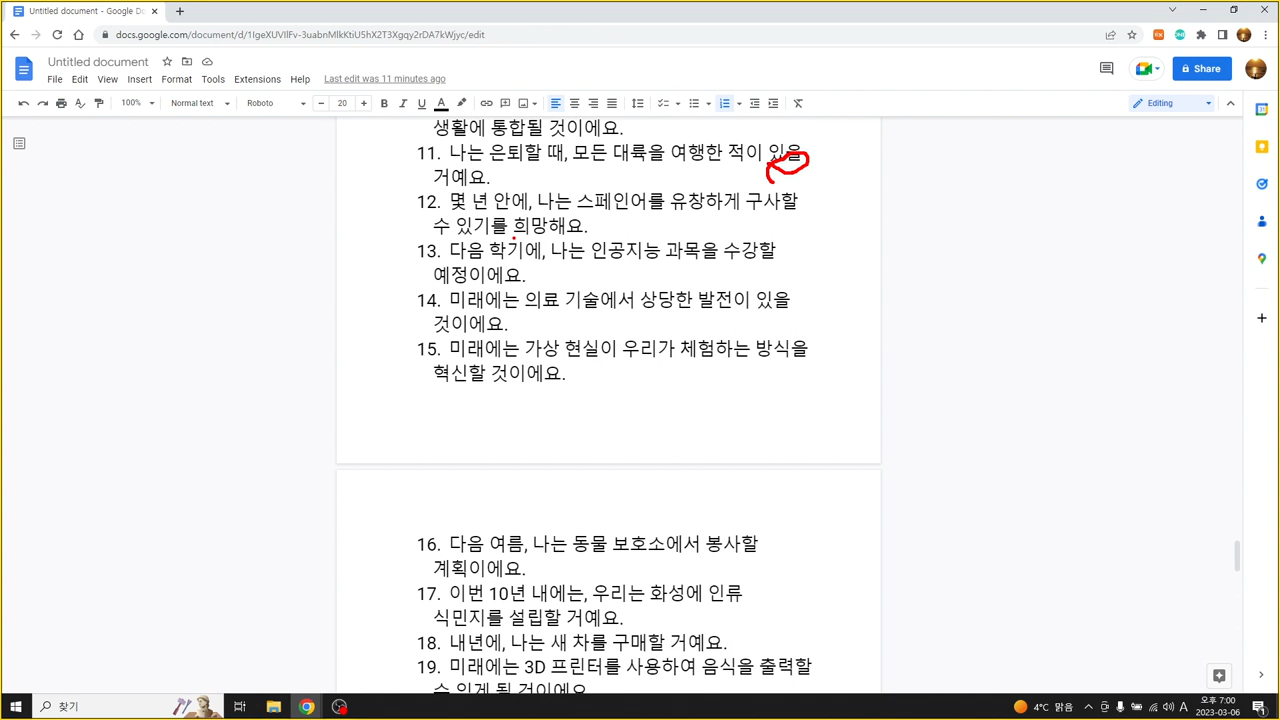 Untitled document - Google D
docs.google.com/document/d/1IgeXUVIlFv-3uabnMlkKtiU5hX2T3Xgqy2rDA7kWjyc/edit
Untitled document
File Edit View Insert Format Tools Extensions Help Last edit was 11 minutes ago
Share
100% Normal text Roboto 20 Editing
생활에 통합될 것이에요.
11. 나는 은퇴할 때, 모든 대륙을 여행한 적이 있을
거예요.
12. 몇 년 안에, 나는 스페인어를 유창하게 구사할
수 있기를 희망해요.
13. 다음 학기에, 나는 인공지능 과목을 수강할
예정이에요.
14. 미래에는 의료 기술에서 상당한 발전이 있을
것이에요.
15. 미래에는 가상 현실이 우리가 체험하는 방식을
혁신할 것이에요.
16. 다음 여름, 나는 동물 보호소에서 봉사할
계획이에요.
17. 이번 10년 내에는, 우리는 화성에 인류
식민지를 설립할 거예요.
18. 내년에, 나는 새 차를 구매할 거예요.
19. 미래에는 3D 프린터를 사용하여 음식을 출력할
수 있게 될 것이에요
찾기
4°C 맑음
A
오후 7:00
2023-03-06